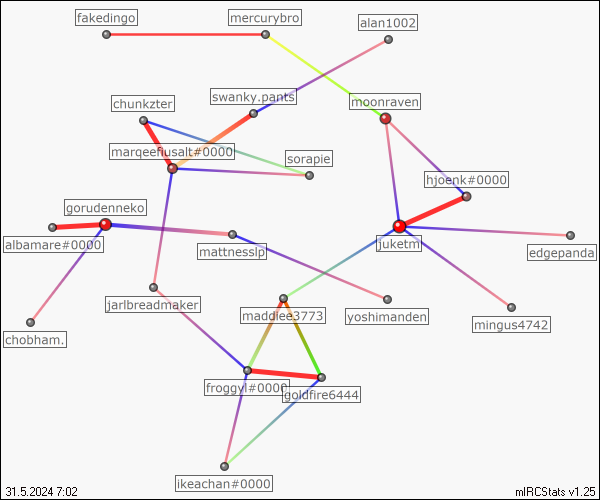 fakedingo
mercurybro
alan1002
swanky.pants
moonraven
chunkzter
marqeefiusalt#0000
sorapie
hjoenk#0000
gorudenneko
albamare#0000
mattnesslp
juketm
edgepanda
jarlbreadmaker
maddiee3773
yoshimanden
mingus4742
chobham.
froggyl#0000
goldfire6444
ikeachan#0000
31.5.2024 7:02
mIRCStats v1.25